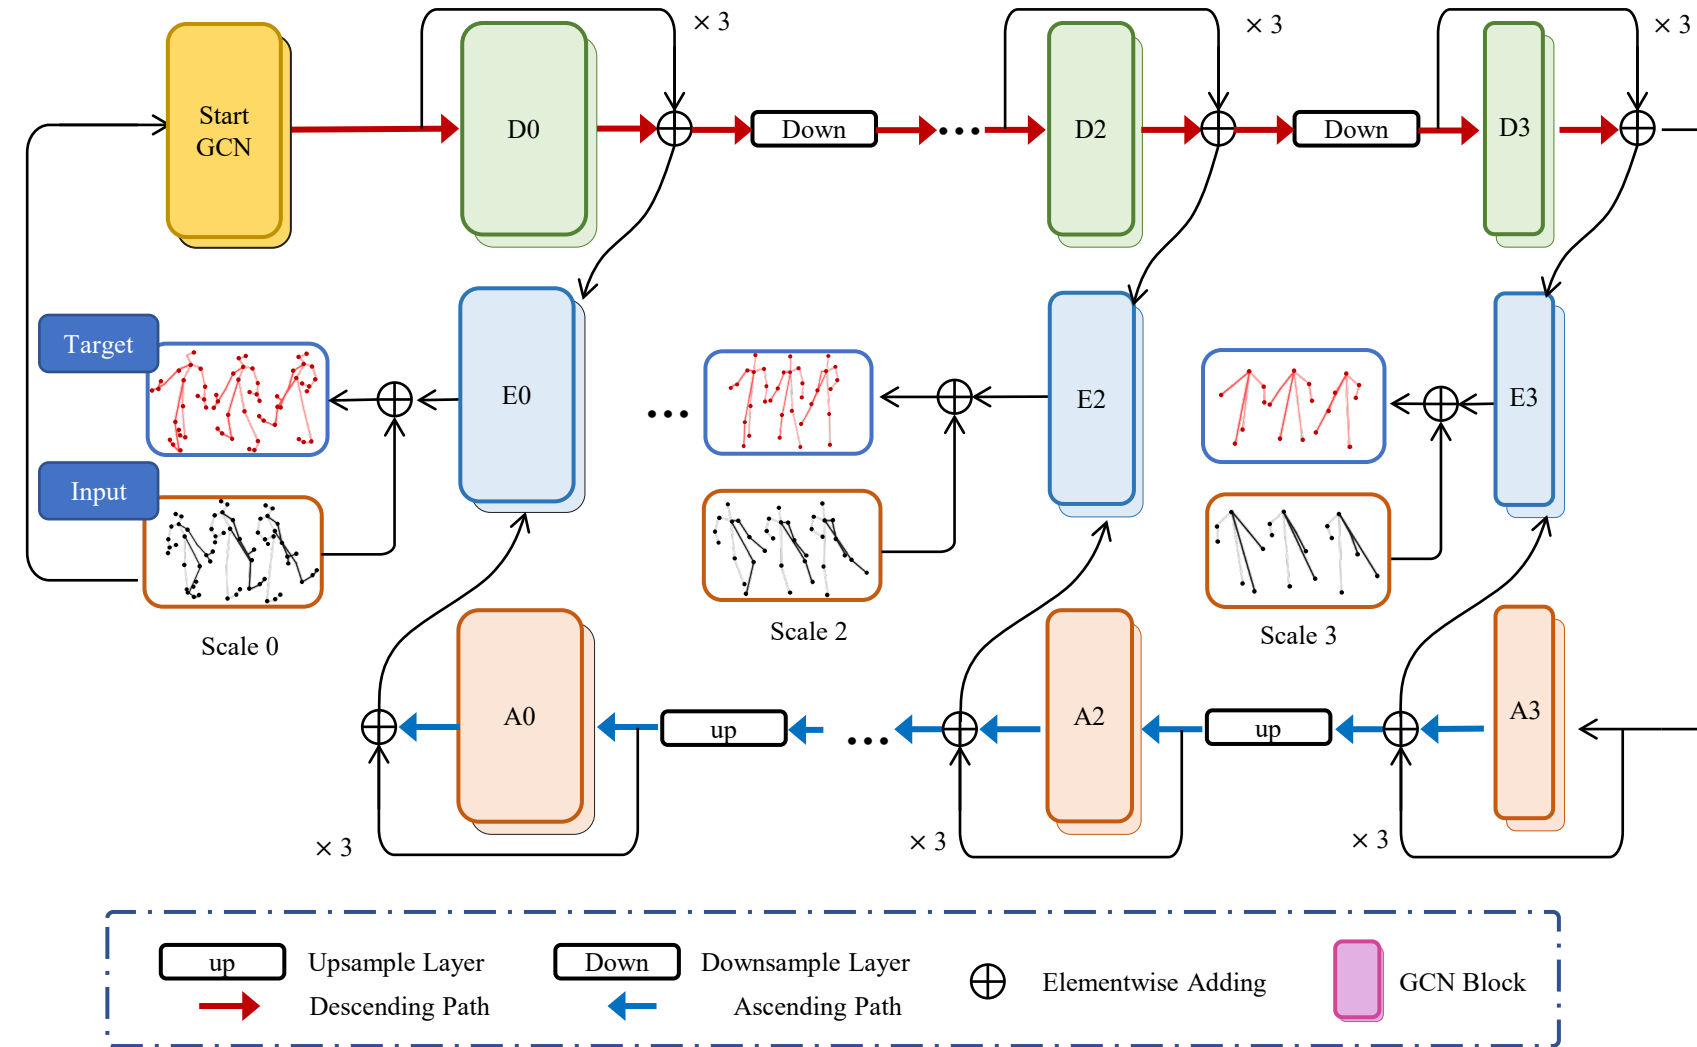 × 3
× 3
× 3
Start
GCN
D0
Down
D2
Down
D3
Target
E0
E2
E3
Input
Scale 0
Scale 2
Scale 3
A0
up
A2
up
A3
× 3
× 3
× 3
up
Upsample Layer
Down
Downsample Layer
Elementwise Adding
GCN Block
Descending Path
Ascending Path